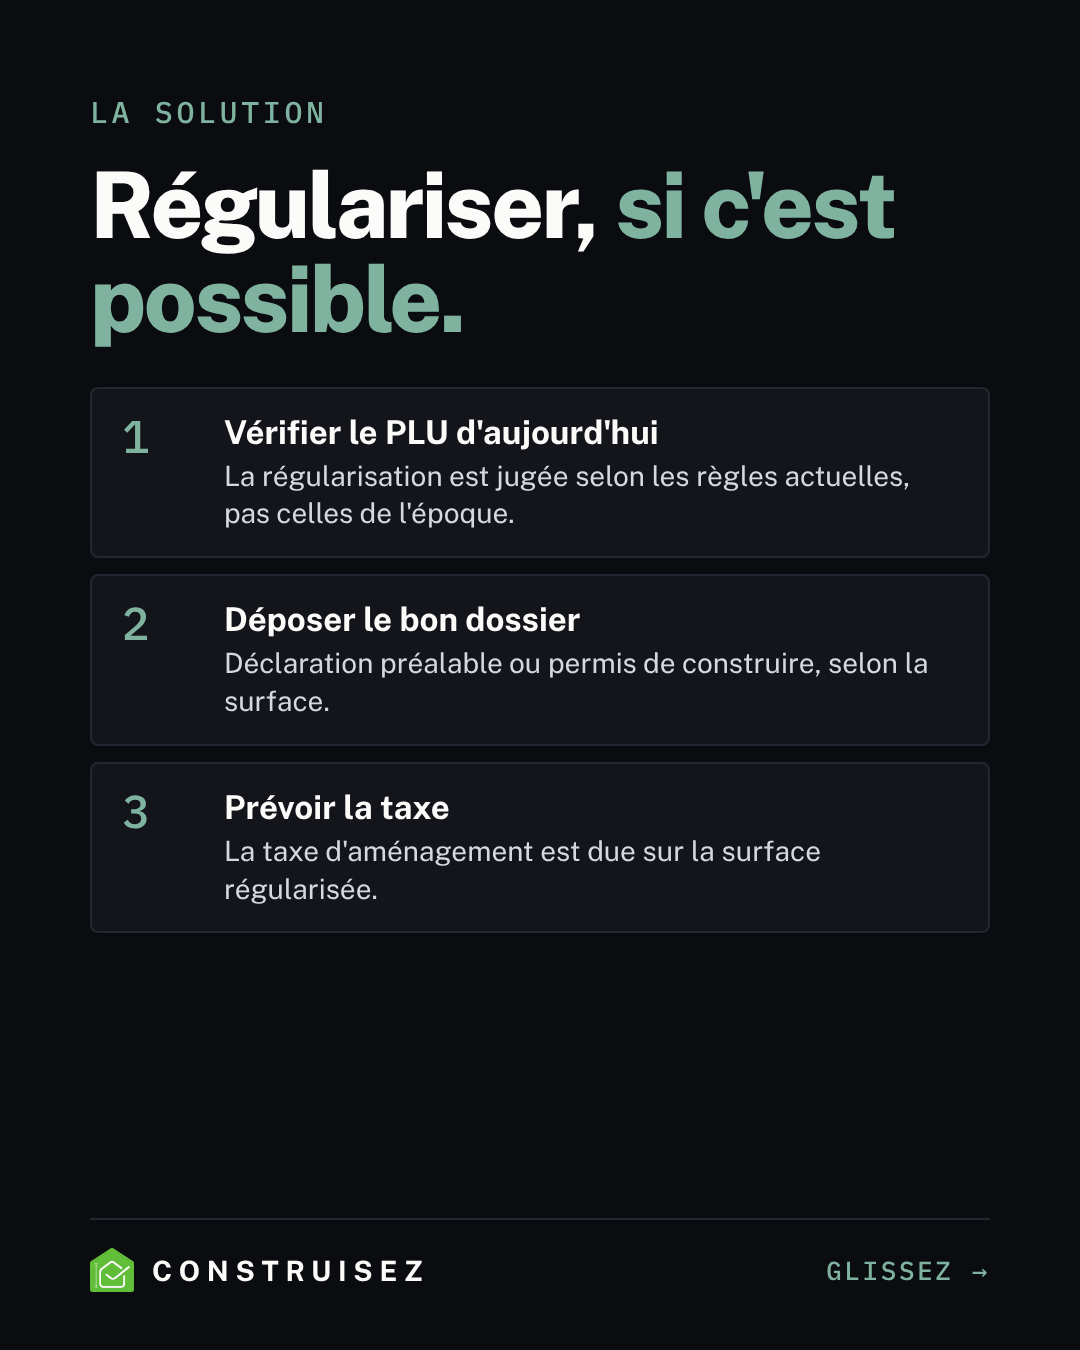 LA SOLUTION
Régulariser, si c'est
possible.
1
Vérifier le PLU d'aujourd'hui
La régularisation est jugée selon les règles actuelles,
pas celles de l'époque.
2
Déposer le bon dossier
Déclaration préalable ou permis de construire, selon la
surface.
3
Prévoir la taxe
La taxe d'aménagement est due sur la surface
régularisée.
CONSTRUISEZ
GLISSEZ →